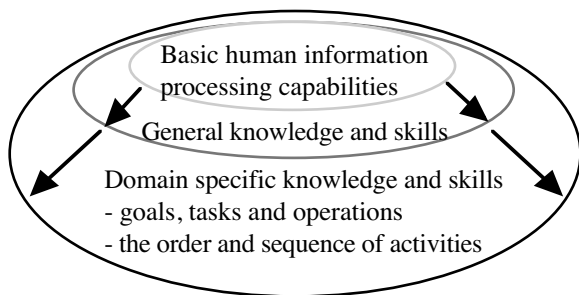 Basic human information
processing capabilities
General knowledge and skills
Domain specific knowledge and skills
- goals, tasks and operations
- the order and sequence of activities